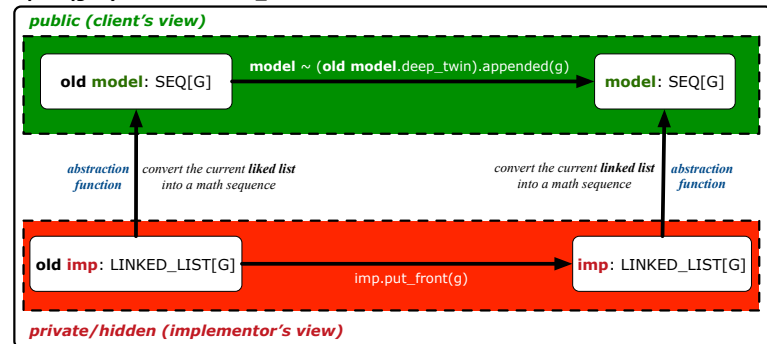 public (client's view)
model ~ (old model.deep_twin).appended(g)
old model: SEQ[G]
model: SEQ[G]
abstraction
function
convert the current liked list
into a math sequence
convert the current linked list
into a math sequence
abstraction
function
old imp: LINKED_LIST[G]
imp: LINKED_LIST[G]
imp.put_front(g)
private/hidden (implementor's view)